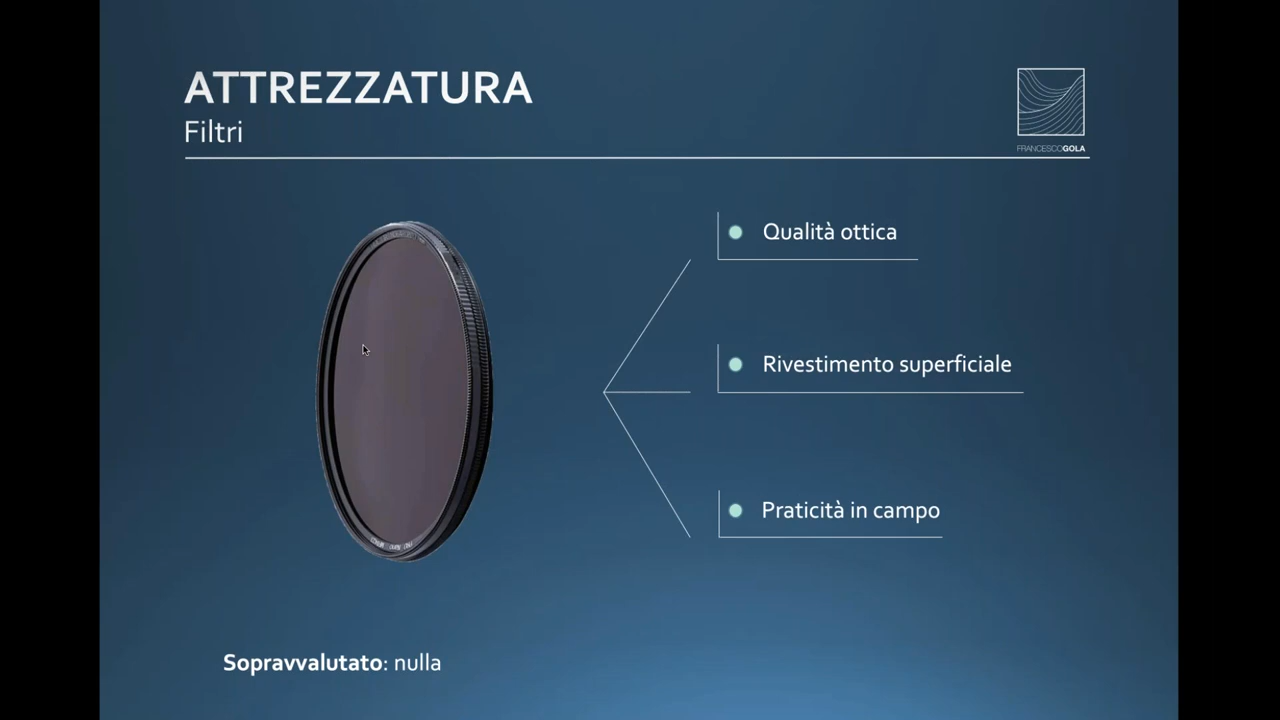 ATTREZZATURA
Filtri
FRANCESCOGOLA
Qualità ottica
Rivestimento superficiale
Praticità in campo
Sopravvalutato: nulla